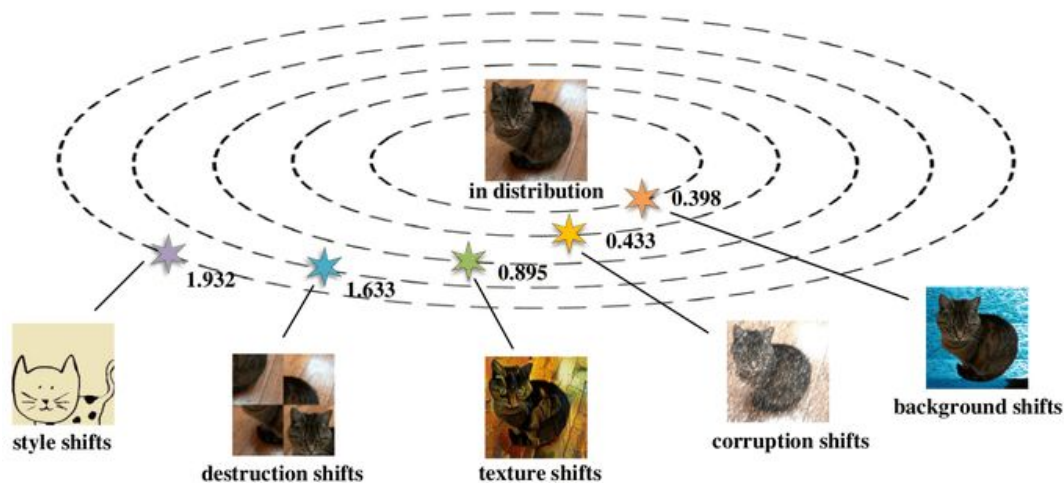 in distribution
0.398
0.433
0.895
1.633
1.932
style shifts
destruction shifts
texture shifts
corruption shifts
background shifts